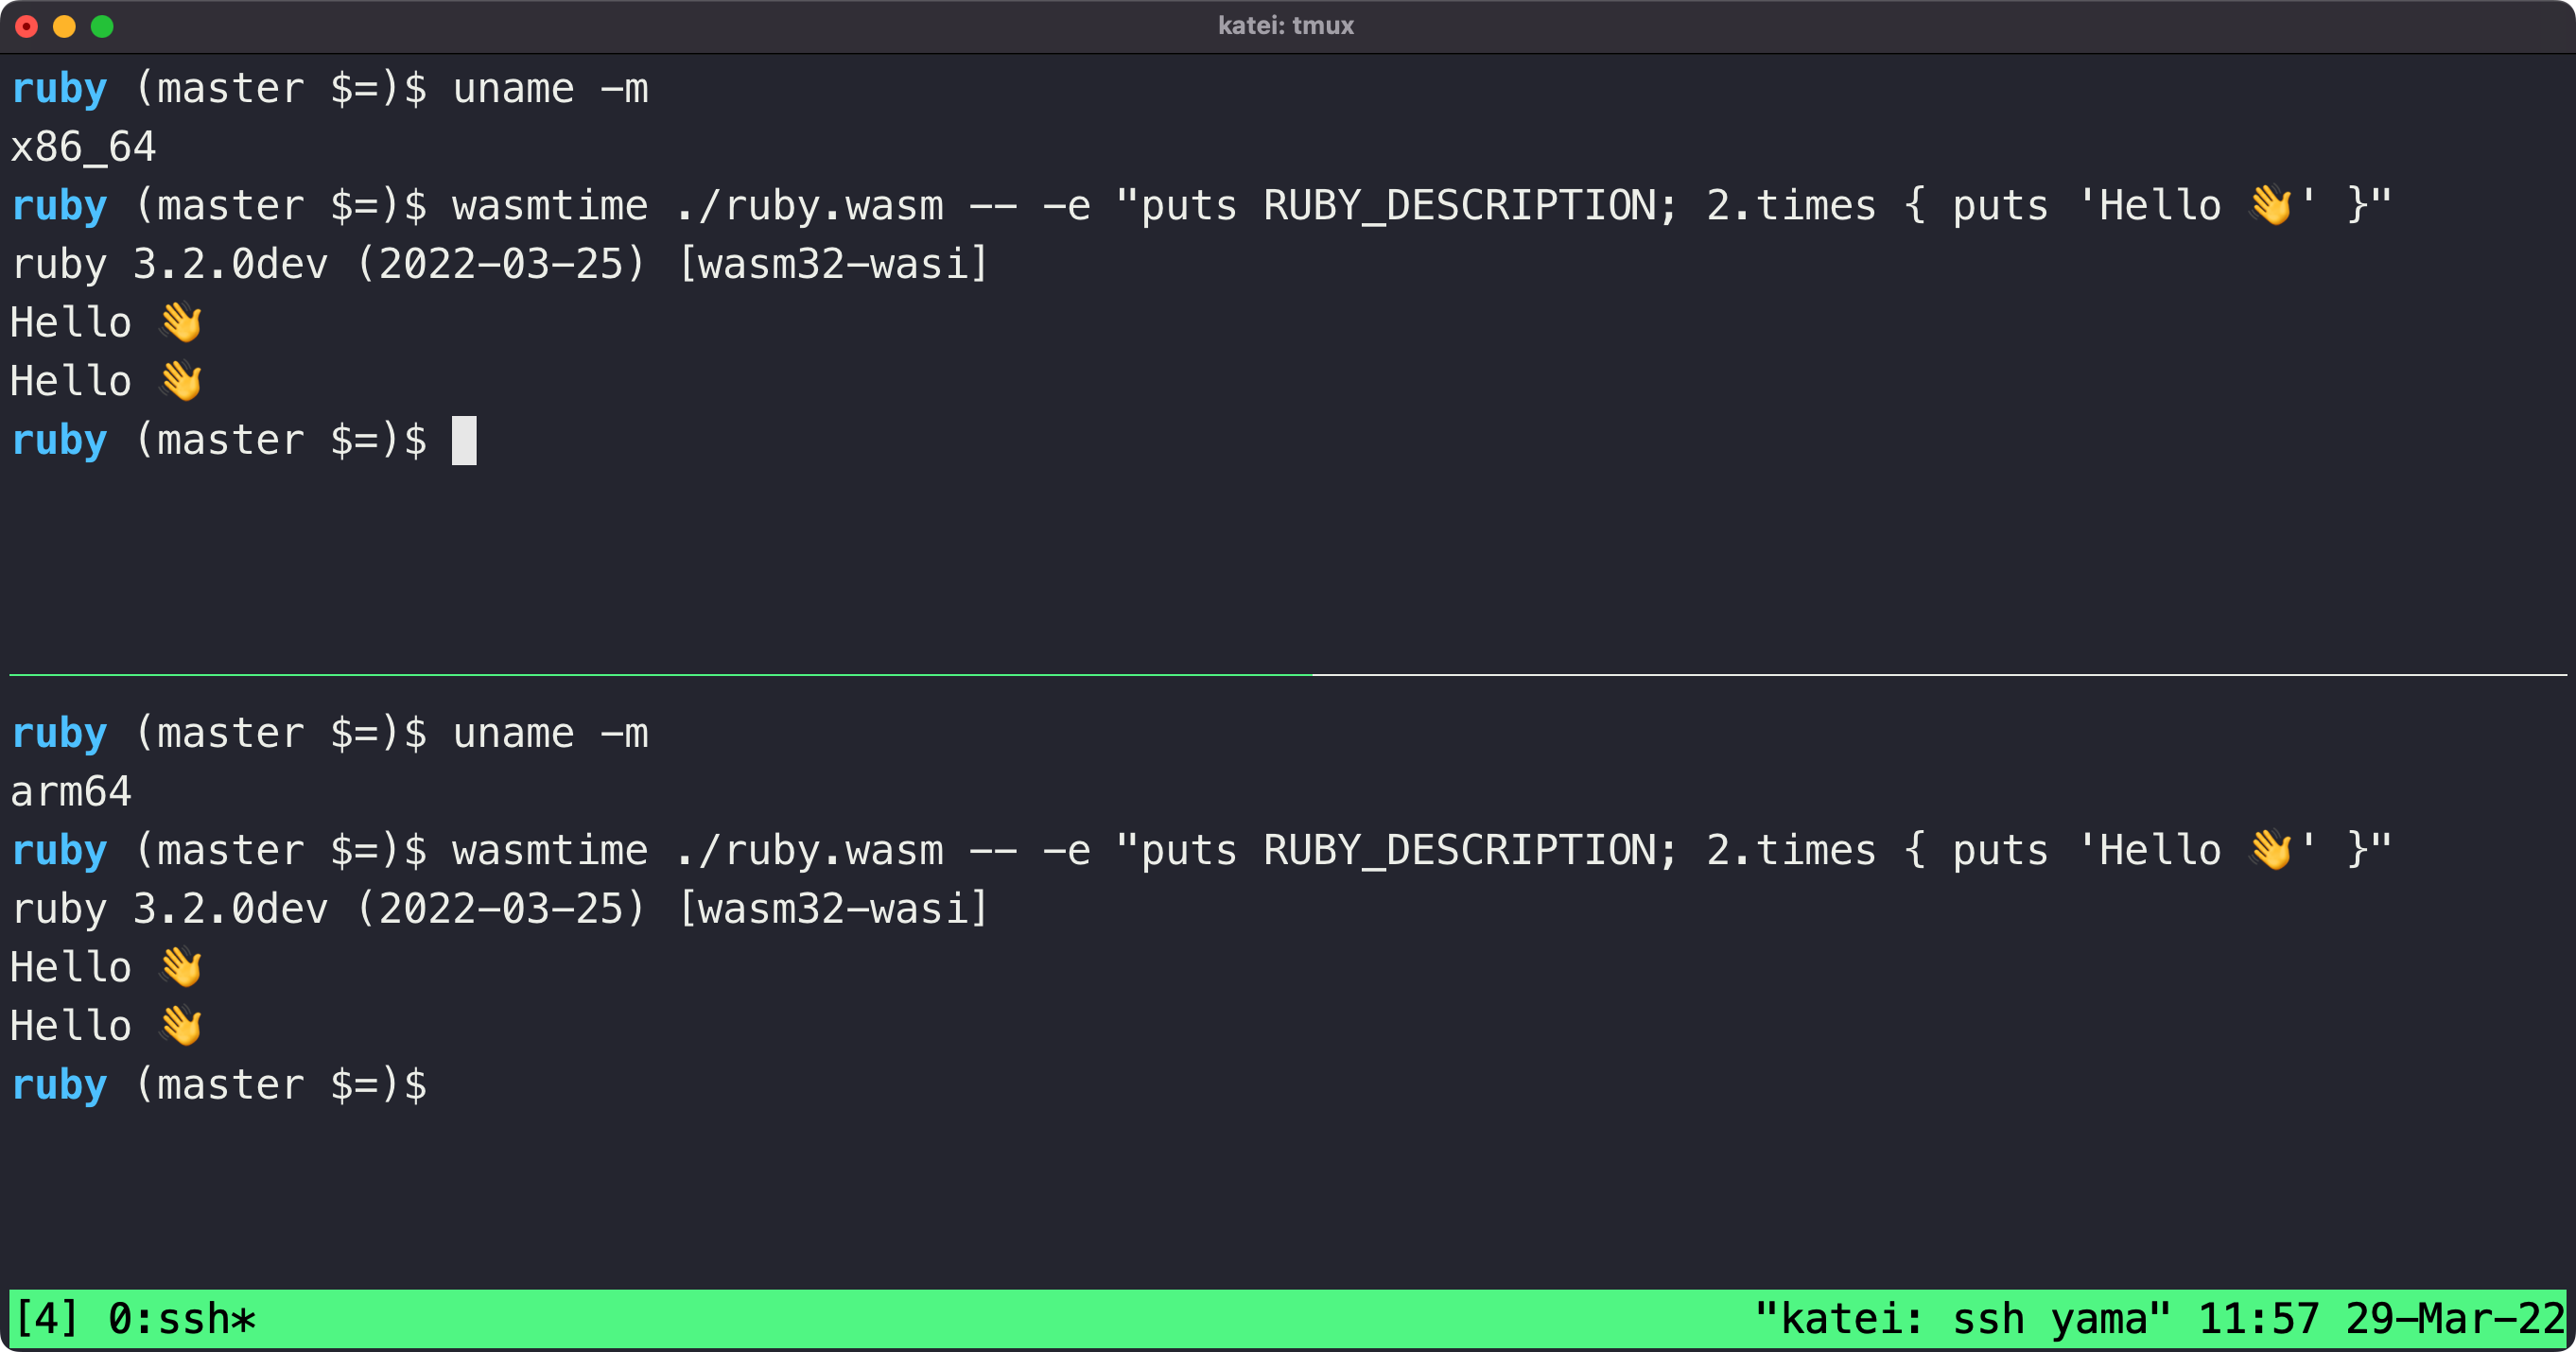 katei: tmux
ruby (master $=)$ uname -m
x86_64
ruby (master $=)$ wasmtime ./ruby.wasm -- -e "puts RUBY_DESCRIPTION; 2.times { puts 'Hello 👋' }"
ruby 3.2.0dev (2022-03-25) [wasm32-wasi]
Hello 👋
Hello 👋
ruby (master $=)$
ruby (master $=)$ uname -m
arm64
ruby (master $=)$ wasmtime ./ruby.wasm -- -e "puts RUBY_DESCRIPTION; 2.times { puts 'Hello 👋' }"
ruby 3.2.0dev (2022-03-25) [wasm32-wasi]
Hello 👋
Hello 👋
ruby (master $=)$
[4] 0:ssh* "katei: ssh yama" 11:57 29-Mar-22